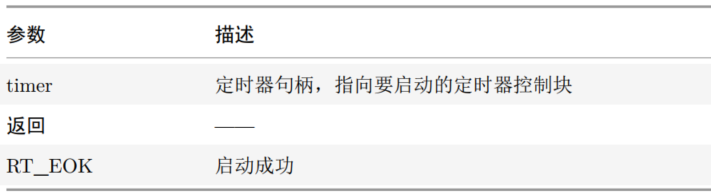 参数 描述
timer 定时器句柄，指向要启动的定时器控制块
返回 ——
RT_EOK 启动成功